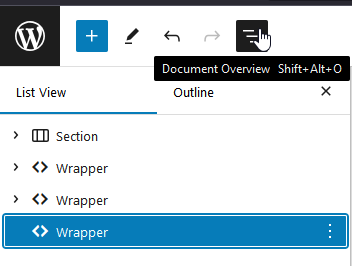 Document Overview Shift+Alt+O
List View Outline
Section
Wrapper
Wrapper
Wrapper